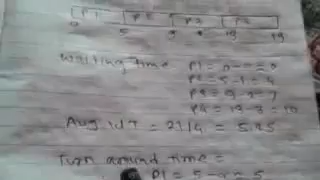 P1 P2 P3 P4
0 5 9 13 19
Waiting time P1 = 0 - 0 = 0
P2 = 5 - 1 = 4
P3 = 9 - 2 = 7
P4 = 13 - 3 = 10
Avg. WT = 21/4 = 5.25
Turn around time =
P1 = 5 - 0 = 5